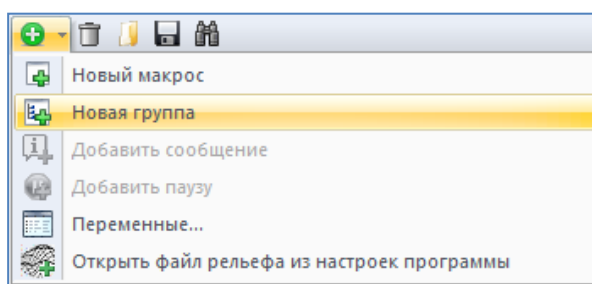 Новый макрос
Новая группа
Добавить сообщение
Добавить паузу
Переменные...
Открыть файл рельефа из настроек программы